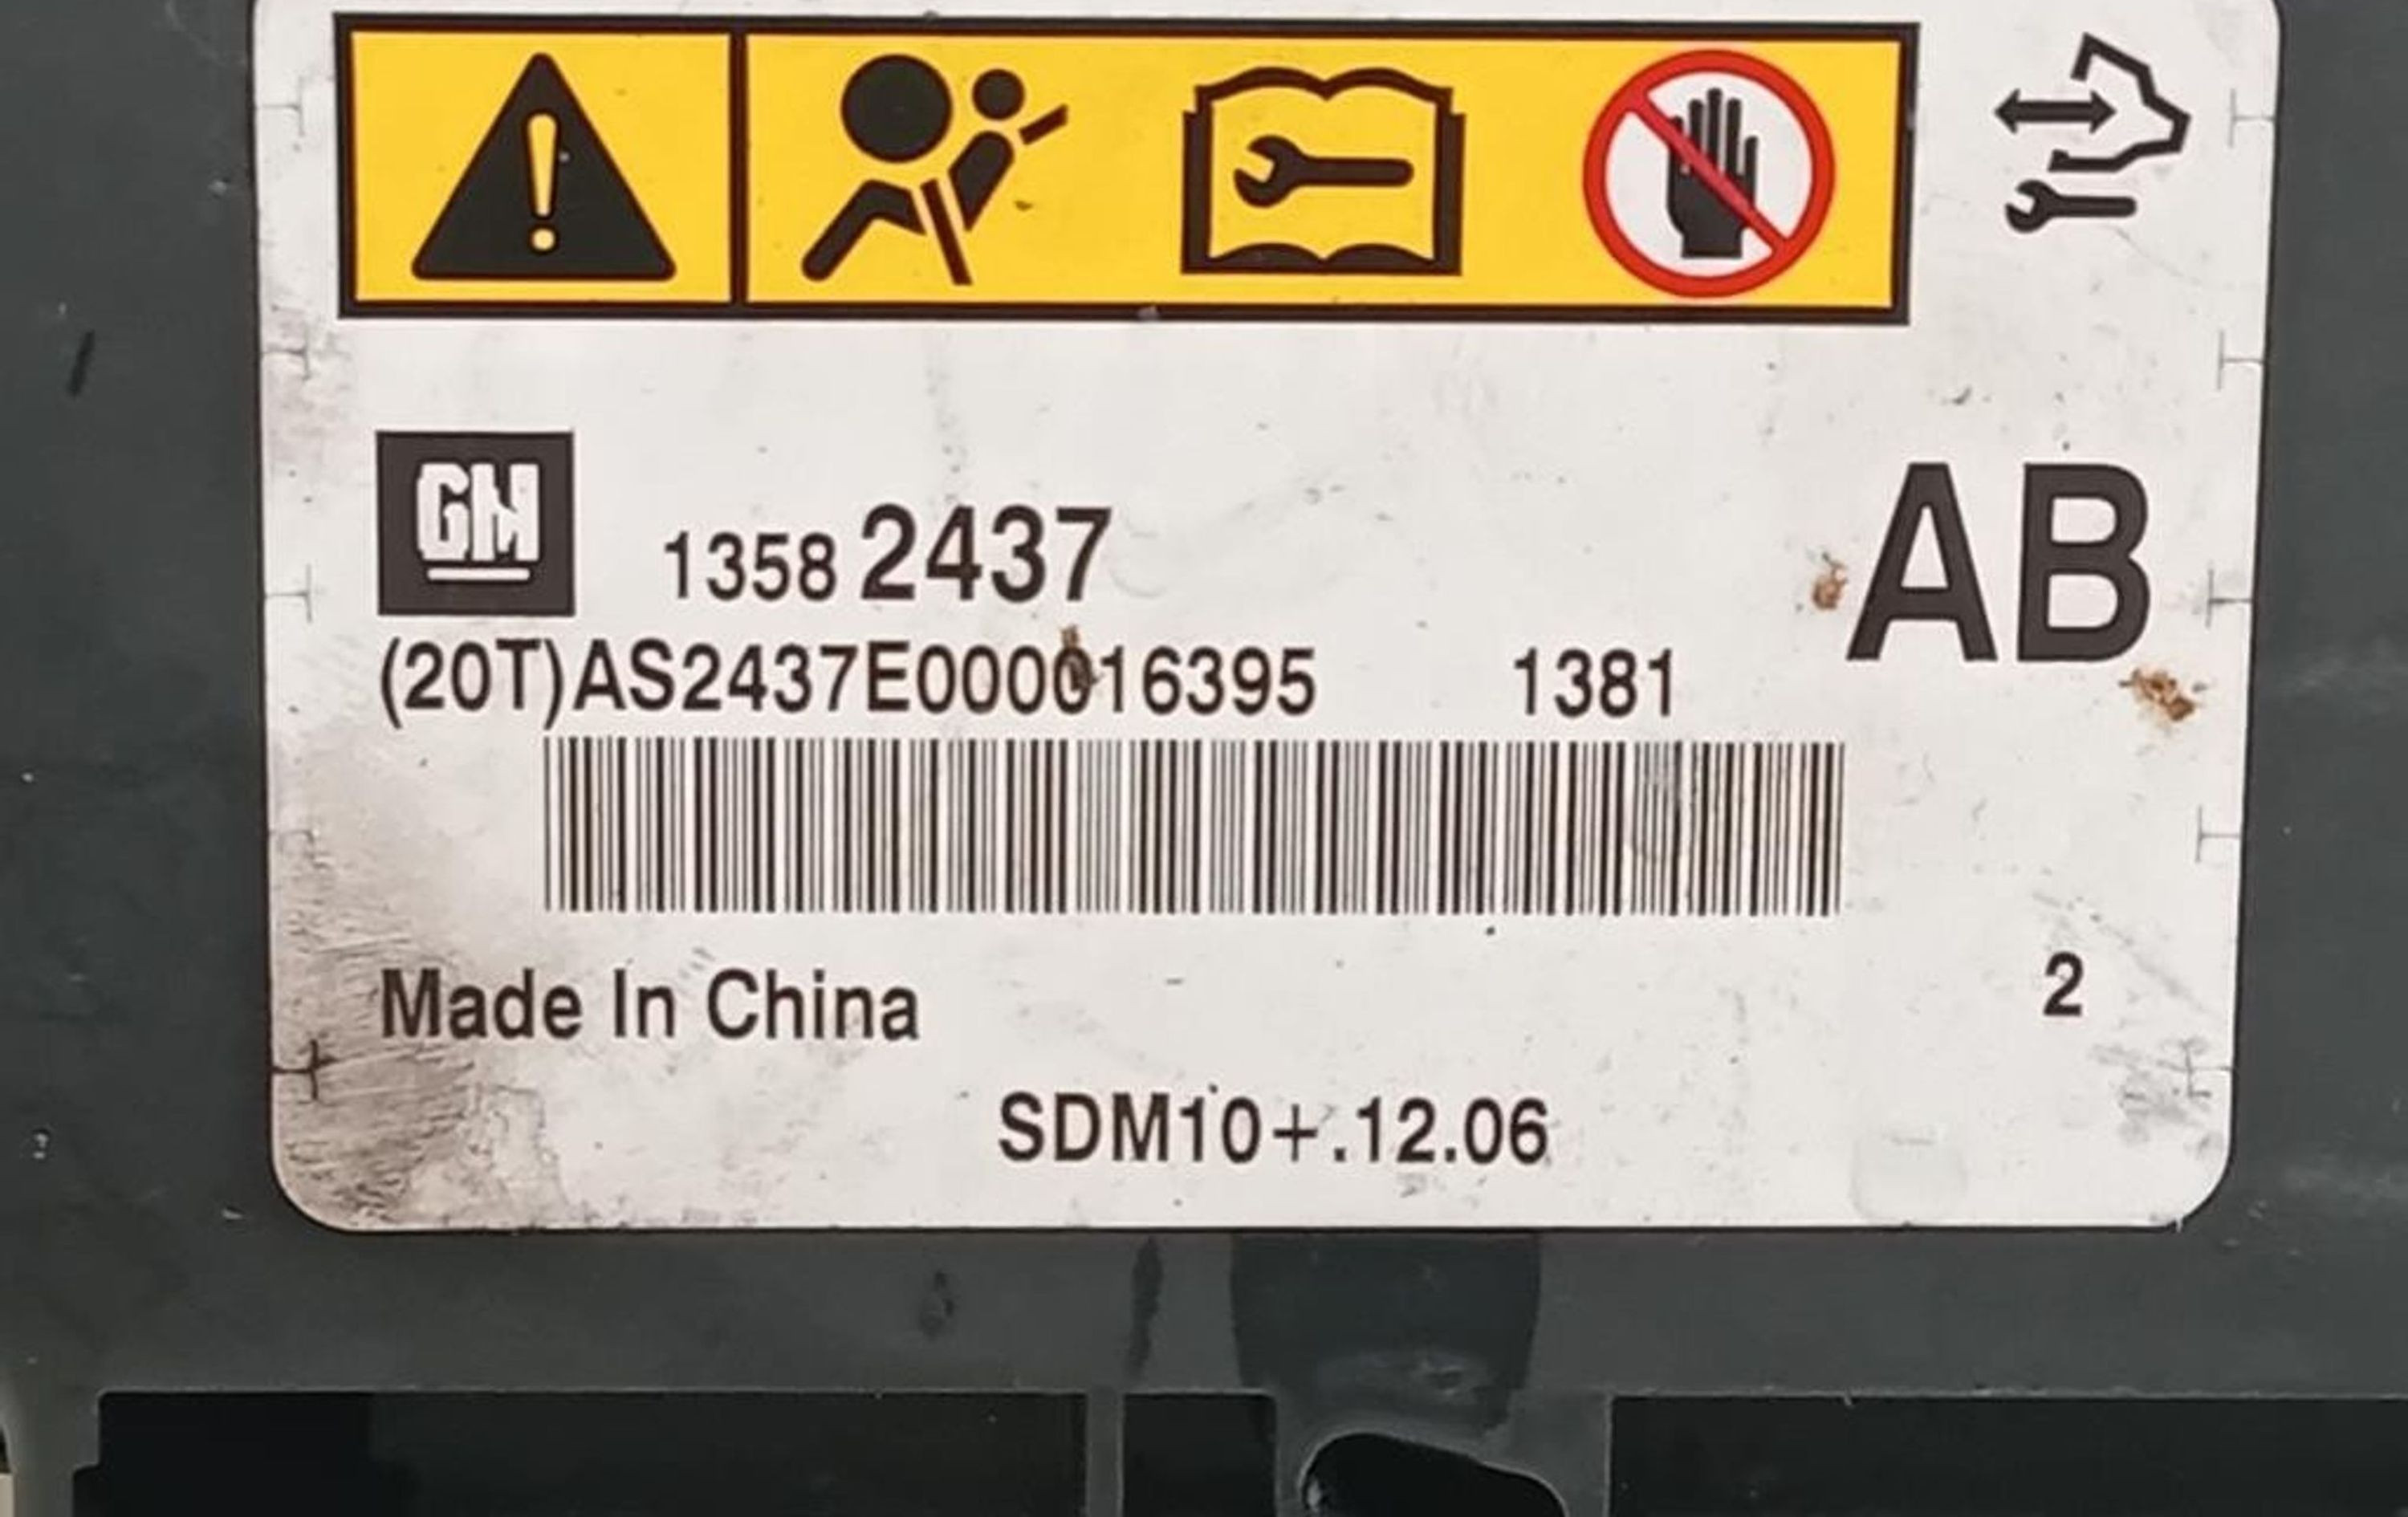 GM 1358 2437 AB
(20T)AS2437E000016395 1381
Made In China 2
SDM10+.12.06